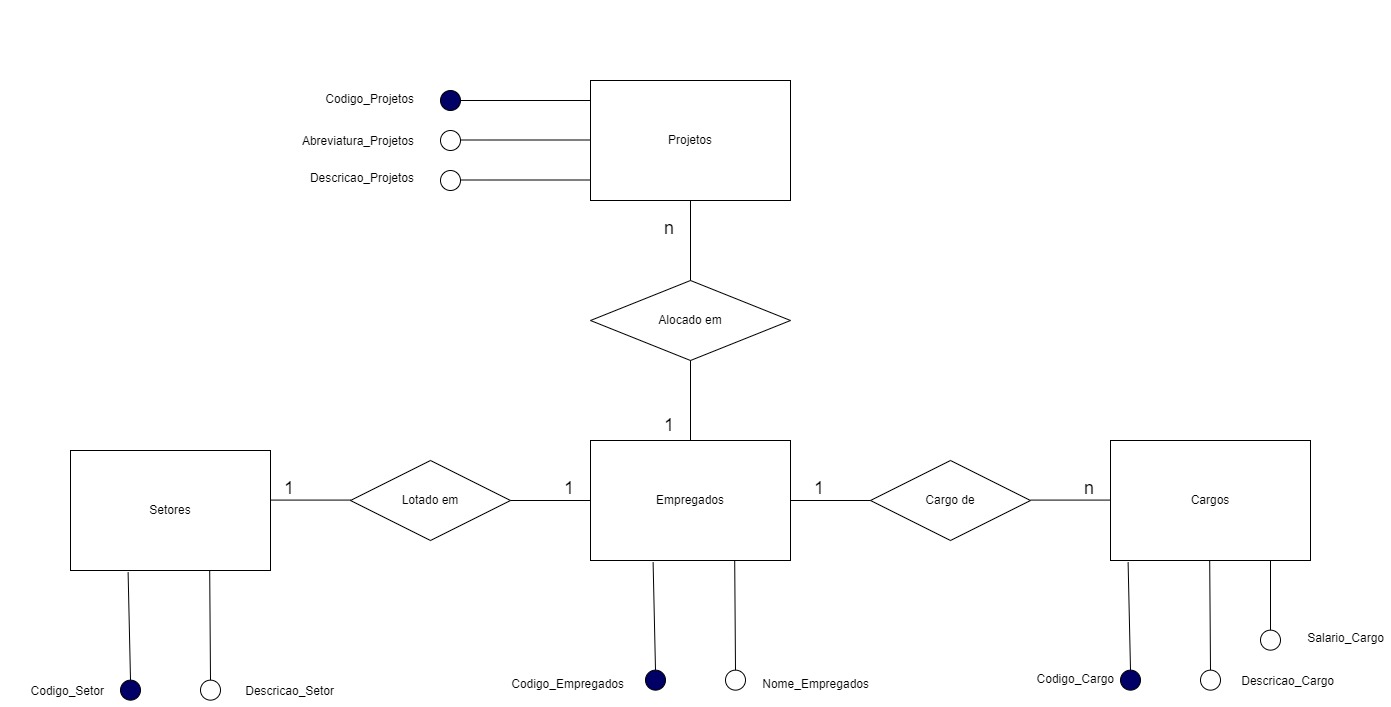 Codigo_Projetos
Abreviatura_Projetos
Descricao_Projetos
Projetos
n
Alocado em
1
Setores
1
Lotado em
1
Empregados
1
Cargo de
n
Cargos
Codigo_Setor
Descricao_Setor
Codigo_Empregados
Nome_Empregados
Codigo_Cargo
Descricao_Cargo
Salario_Cargo